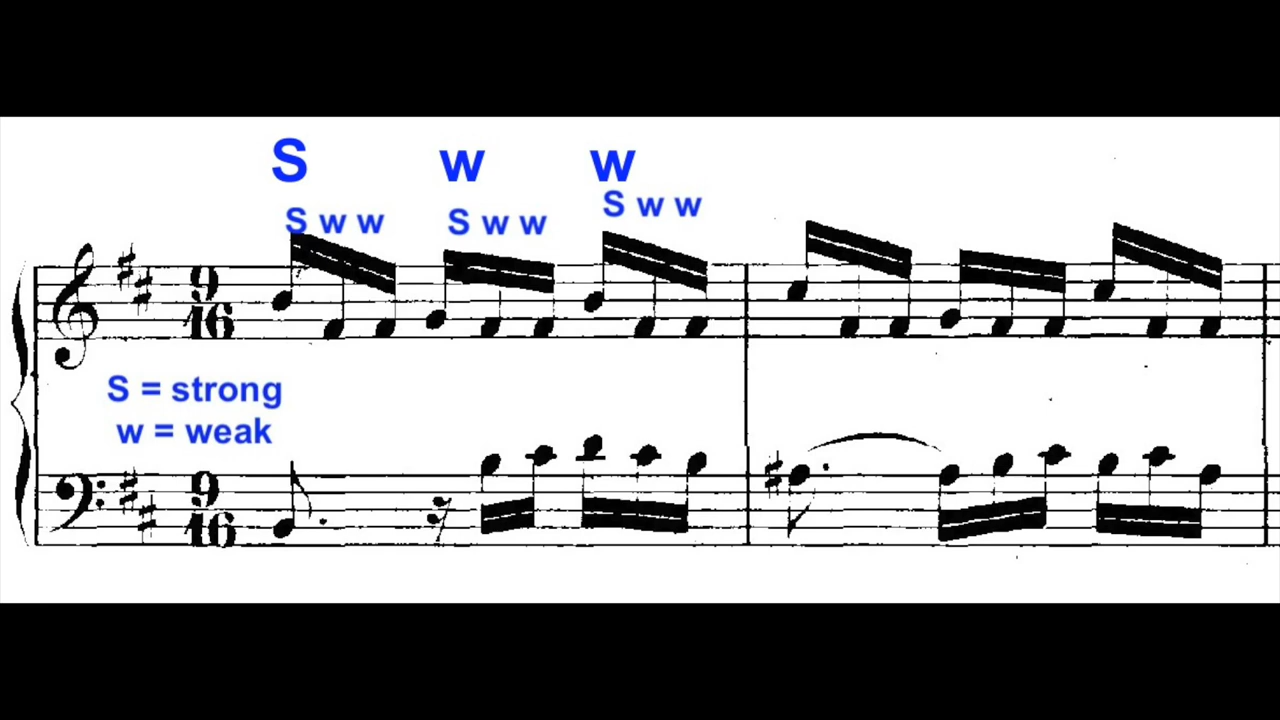 S w w
S w w S w w S w w
9
16
S = strong
w = weak
9
16